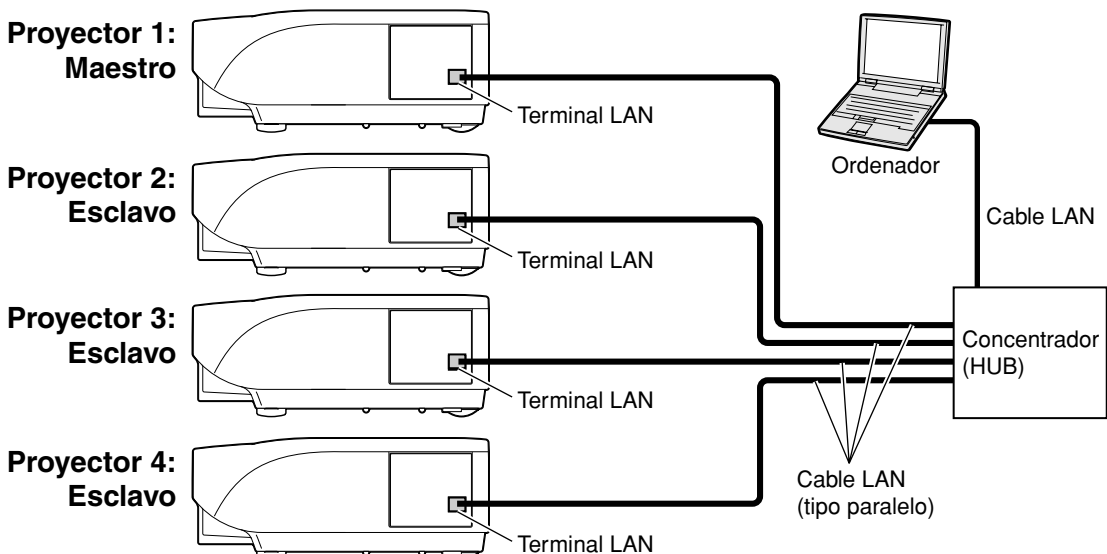 Proyector 1:
Maestro
Terminal LAN
Ordenador
Proyector 2:
Esclavo
Terminal LAN
Cable LAN
Proyector 3:
Esclavo
Terminal LAN
Concentrador
(HUB)
Proyector 4:
Esclavo
Terminal LAN
Cable LAN
(tipo paralelo)